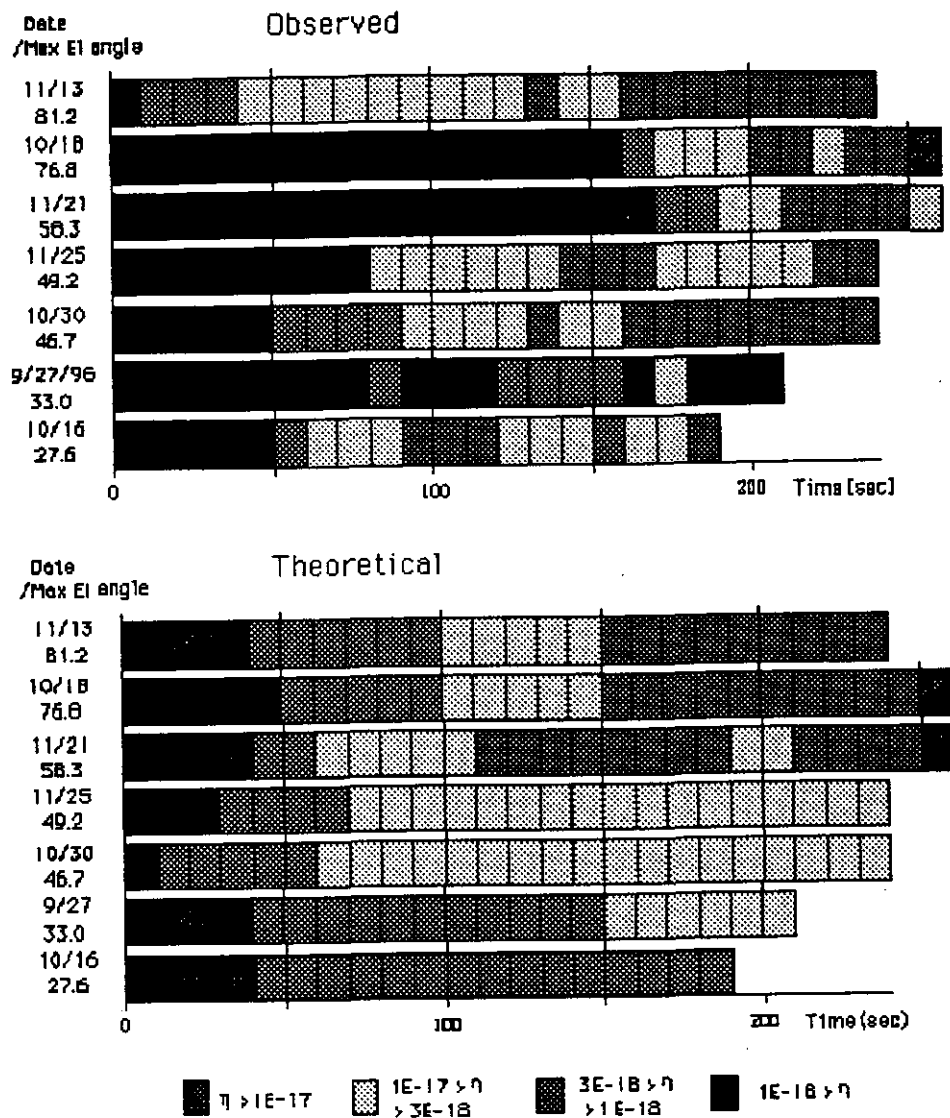 Date
/Max El angle
Observed
11/13
81.2
10/18
76.8
11/21
58.3
11/25
49.2
10/30
46.7
9/27/96
33.0
10/16
27.6
0 100 200 Time [sec]
Date
/Max El angle
Theoretical
11/13
81.2
10/18
76.8
11/21
58.3
11/25
49.2
10/30
46.7
9/27
33.0
10/16
27.6
0 100 200 Time (sec)
η >1E-17
1E-17 >η
>3E-18
3E-18 >η
>1E-18
1E-18 >η